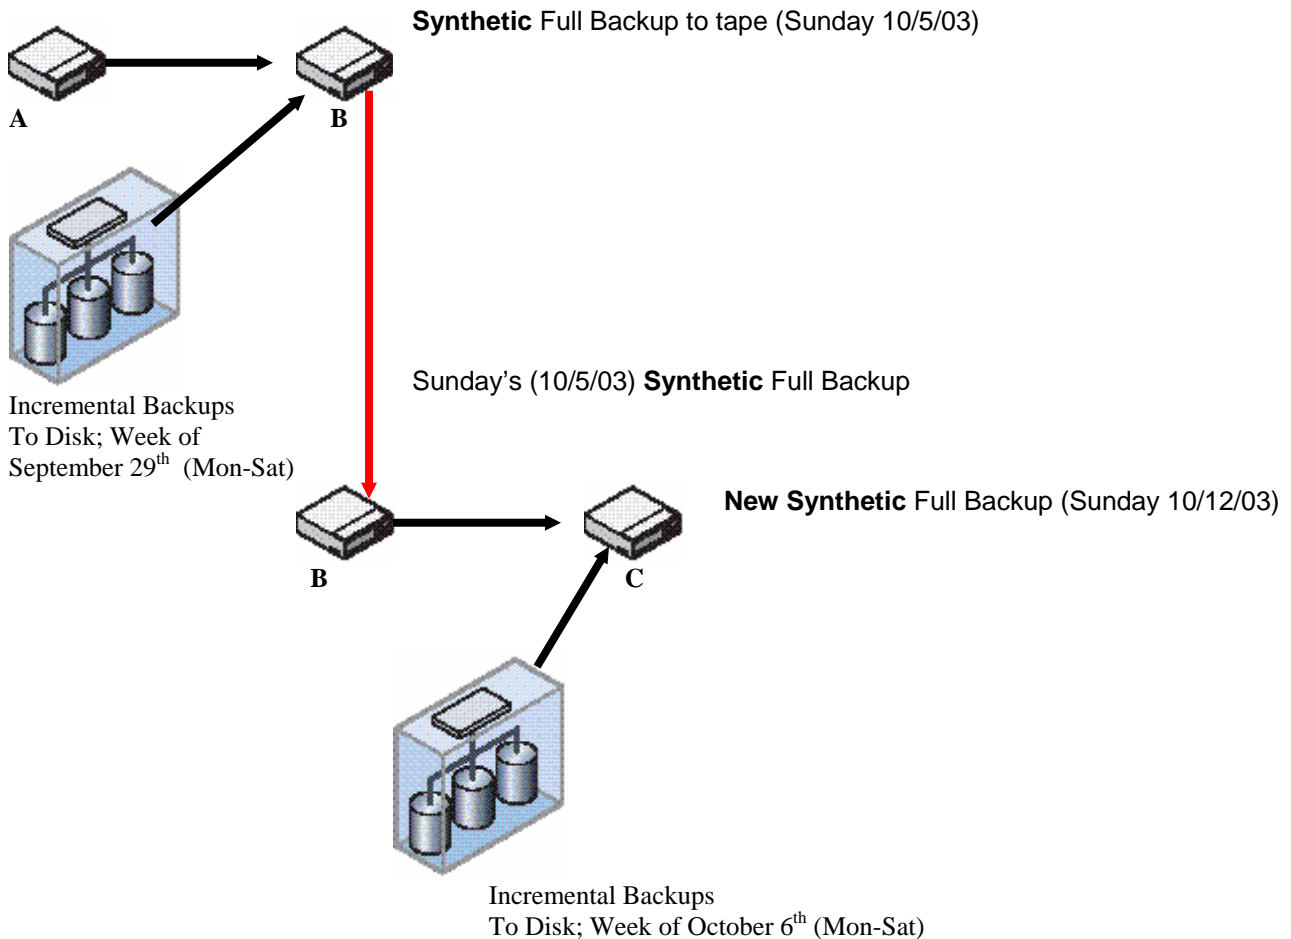 Synthetic Full Backup to tape (Sunday 10/5/03)
A
B
Sunday’s (10/5/03) Synthetic Full Backup
Incremental Backups
To Disk; Week of
September 29th (Mon-Sat)
New Synthetic Full Backup (Sunday 10/12/03)
B
C
Incremental Backups
To Disk; Week of October 6th (Mon-Sat)